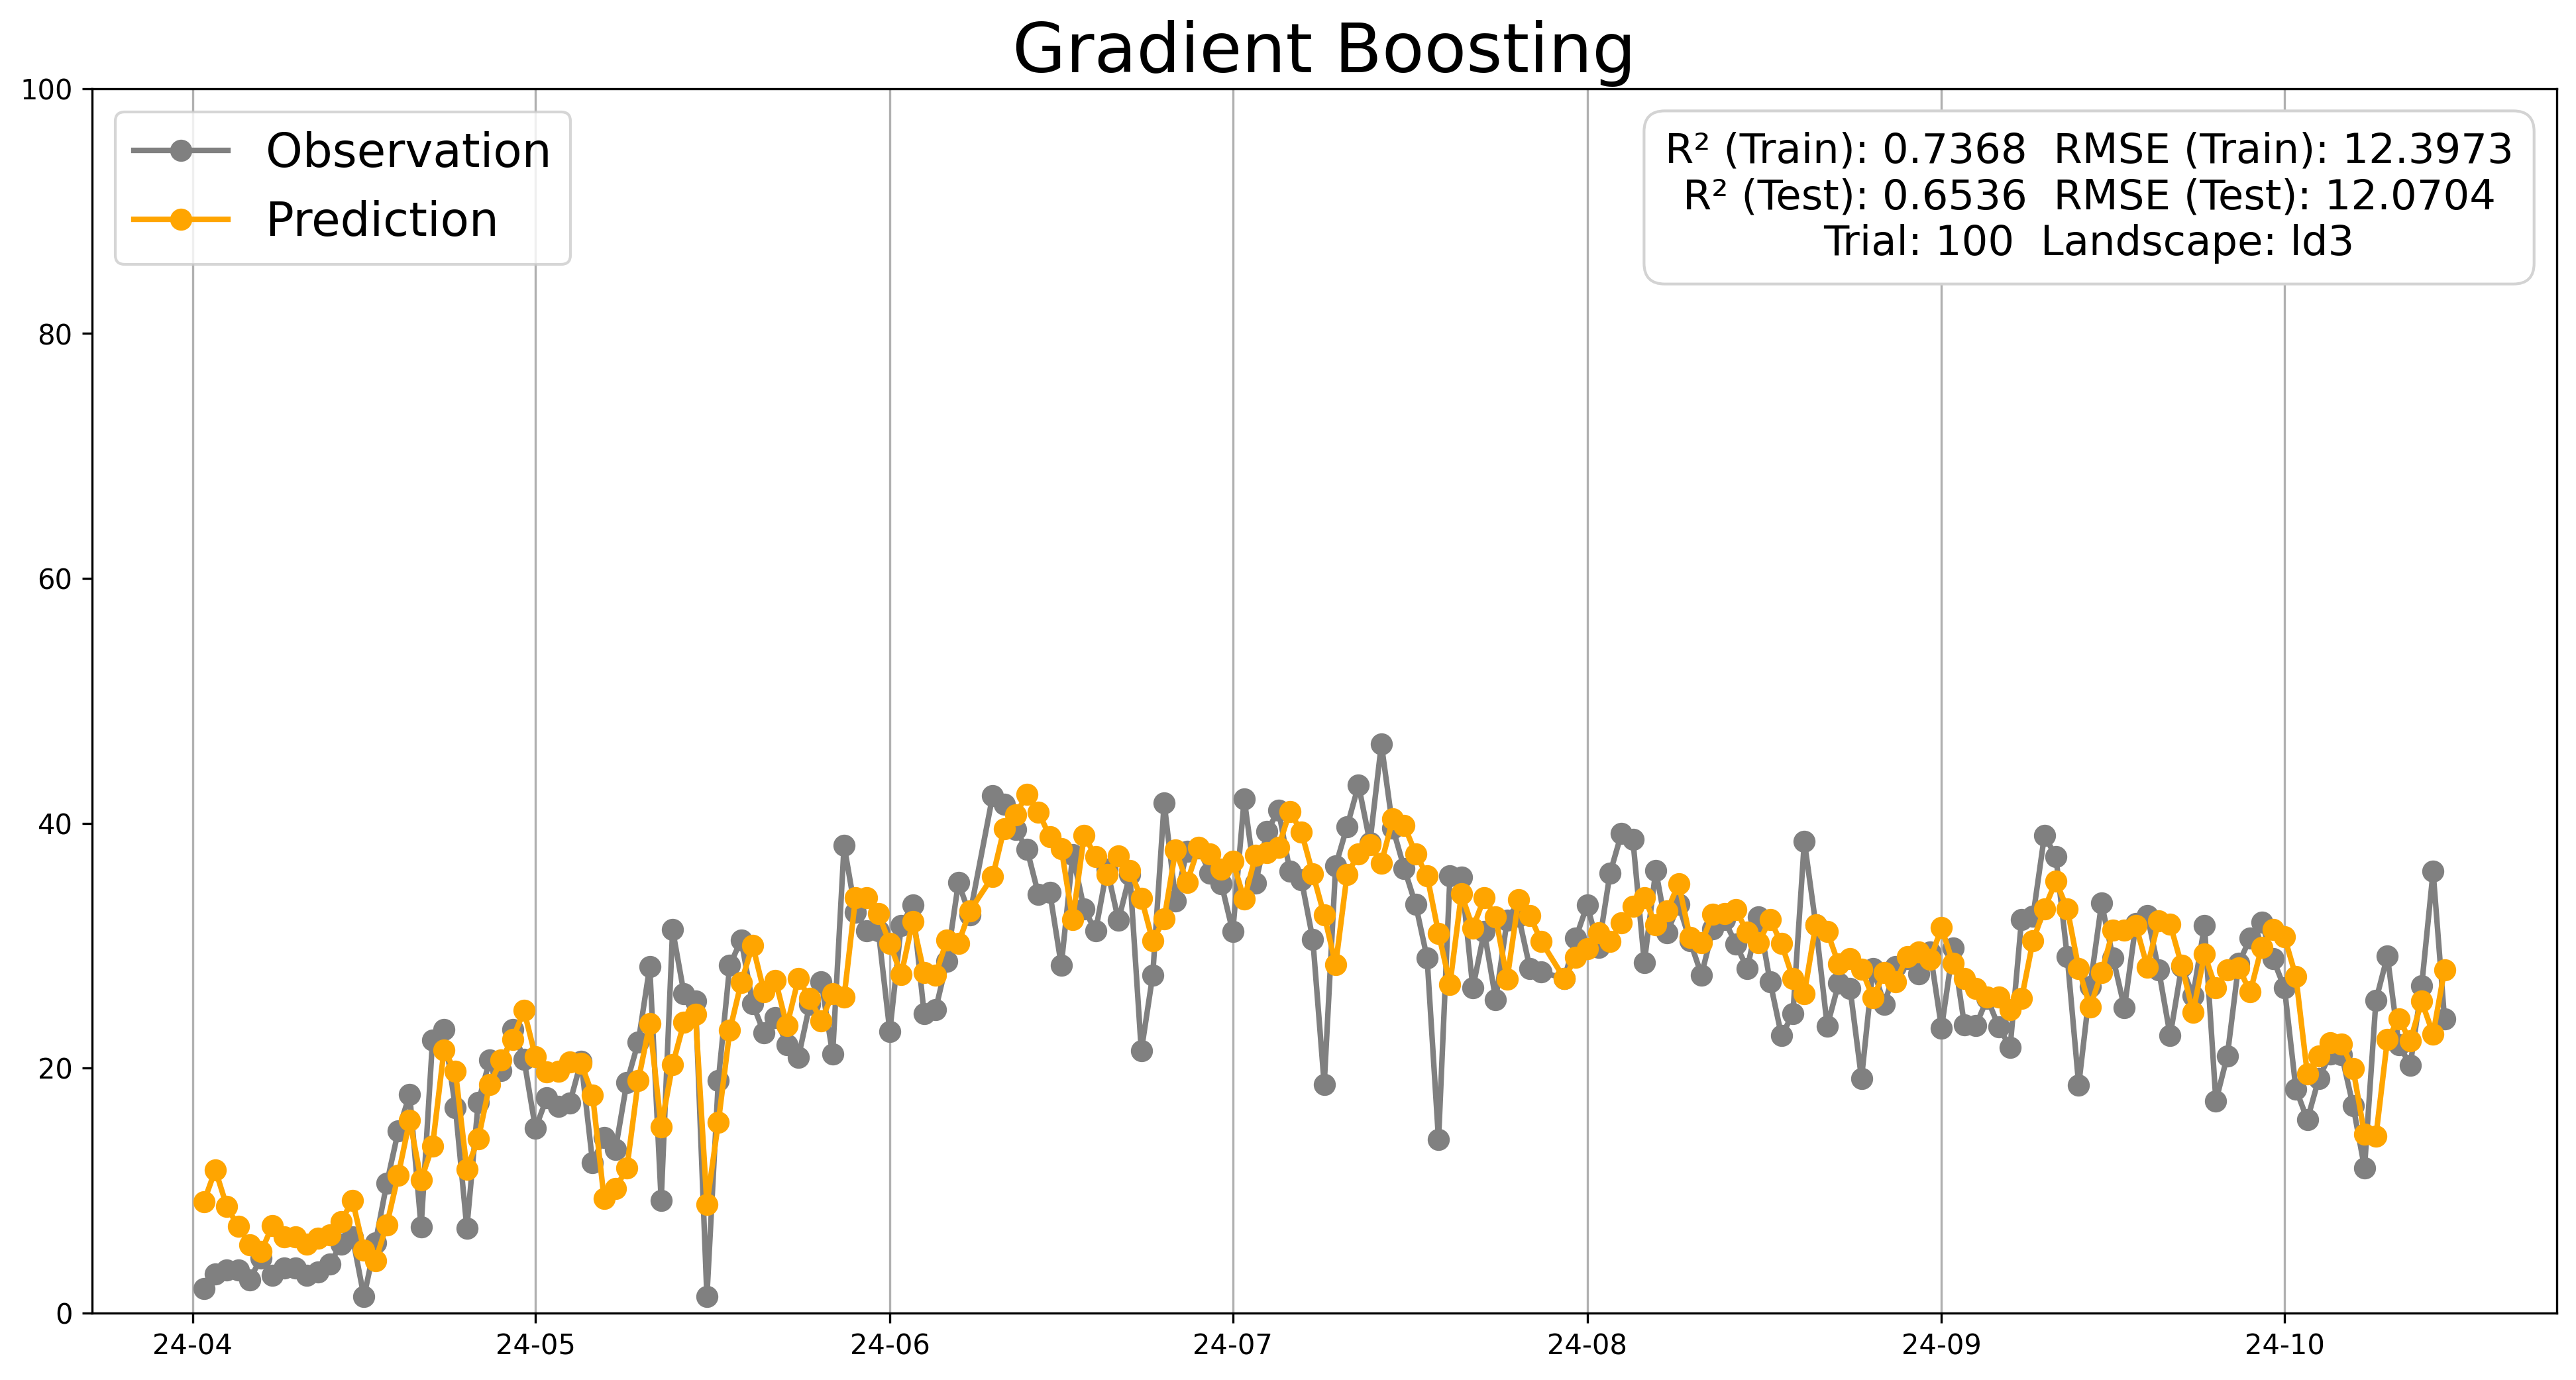 Gradient Boosting
100
80
60
40
20
0
Observation
Prediction
R² (Train): 0.7368  RMSE (Train): 12.3973
R² (Test): 0.6536  RMSE (Test): 12.0704
Trial: 100  Landscape: ld3
24-04 24-05 24-06 24-07 24-08 24-09 24-10